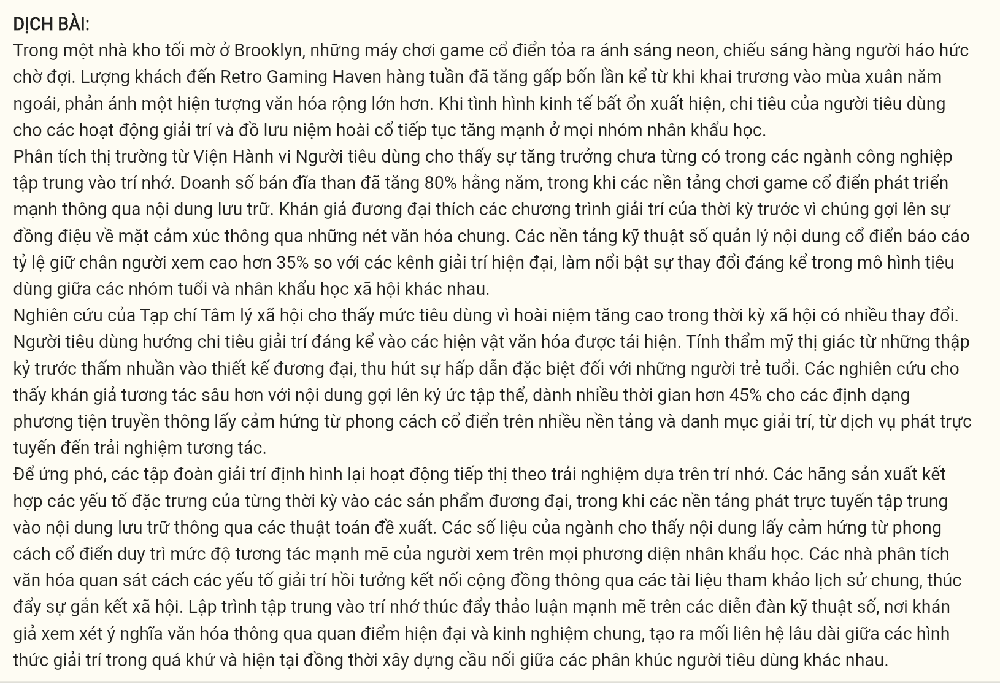 DỊCH BÀI:
Trong một nhà kho tối mờ ở Brooklyn, những máy chơi game cổ điển tỏa ra ánh sáng neon, chiếu sáng hàng người háo hức
chờ đợi. Lượng khách đến Retro Gaming Haven hàng tuần đã tăng gấp bốn lần kể từ khi khai trương vào mùa xuân năm
ngoái, phản ánh một hiện tượng văn hóa rộng lớn hơn. Khi tình hình kinh tế bất ổn xuất hiện, chi tiêu của người tiêu dùng
cho các hoạt động giải trí và đồ lưu niệm hoài cổ tiếp tục tăng mạnh ở mọi nhóm nhân khẩu học.
Phân tích thị trường từ Viện Hành vi Người tiêu dùng cho thấy sự tăng trưởng chưa từng có trong các ngành công nghiệp
tập trung vào trí nhớ. Doanh số bán đĩa than đã tăng 80% hằng năm, trong khi các nền tảng chơi game cổ điển phát triển
mạnh thông qua nội dung lưu trữ. Khán giả đương đại thích các chương trình giải trí của thời kỳ trước vì chúng gợi lên sự
đồng điệu về mặt cảm xúc thông qua những nét văn hóa chung. Các nền tảng kỹ thuật số quản lý nội dung cổ điển báo cáo
tỷ lệ giữ chân người xem cao hơn 35% so với các kênh giải trí hiện đại, làm nổi bật sự thay đổi đáng kể trong mô hình tiêu
dùng giữa các nhóm tuổi và nhân khẩu học xã hội khác nhau.
Nghiên cứu của Tạp chí Tâm lý xã hội cho thấy mức tiêu dùng vì hoài niệm tăng cao trong thời kỳ xã hội có nhiều thay đổi.
Người tiêu dùng hướng chi tiêu giải trí đáng kể vào các hiện vật văn hóa được tái hiện. Tính thẩm mỹ thị giác từ những thập
kỷ trước thấm nhuần vào thiết kế đương đại, thu hút sự hấp dẫn đặc biệt đối với những người trẻ tuổi. Các nghiên cứu cho
thấy khán giả tương tác sâu hơn với nội dung gợi lên ký ức tập thể, dành nhiều thời gian hơn 45% cho các định dạng
phương tiện truyền thông lấy cảm hứng từ phong cách cổ điển trên nhiều nền tảng và danh mục giải trí, từ dịch vụ phát trực
tuyến đến trải nghiệm tương tác.
Để ứng phó, các tập đoàn giải trí định hình lại hoạt động tiếp thị theo trải nghiệm dựa trên trí nhớ. Các hãng sản xuất kết
hợp các yếu tố đặc trưng của từng thời kỳ vào các sản phẩm đương đại, trong khi các nền tảng phát trực tuyến tập trung
vào nội dung lưu trữ thông qua các thuật toán đề xuất. Các số liệu của ngành cho thấy nội dung lấy cảm hứng từ phong
cách cổ điển duy trì mức độ tương tác mạnh mẽ của người xem trên mọi phương diện nhân khẩu học. Các nhà phân tích
văn hóa quan sát cách các yếu tố giải trí hồi tưởng kết nối cộng đồng thông qua các tài liệu tham khảo lịch sử chung, thúc
đẩy sự gắn kết xã hội. Lập trình tập trung vào trí nhớ thúc đẩy thảo luận mạnh mẽ trên các diễn đàn kỹ thuật số, nơi khán
giả xem xét ý nghĩa văn hóa thông qua quan điểm hiện đại và kinh nghiệm chung, tạo ra mối liên hệ lâu dài giữa các hình
thức giải trí trong quá khứ và hiện tại đồng thời xây dựng cầu nối giữa các phân khúc người tiêu dùng khác nhau.